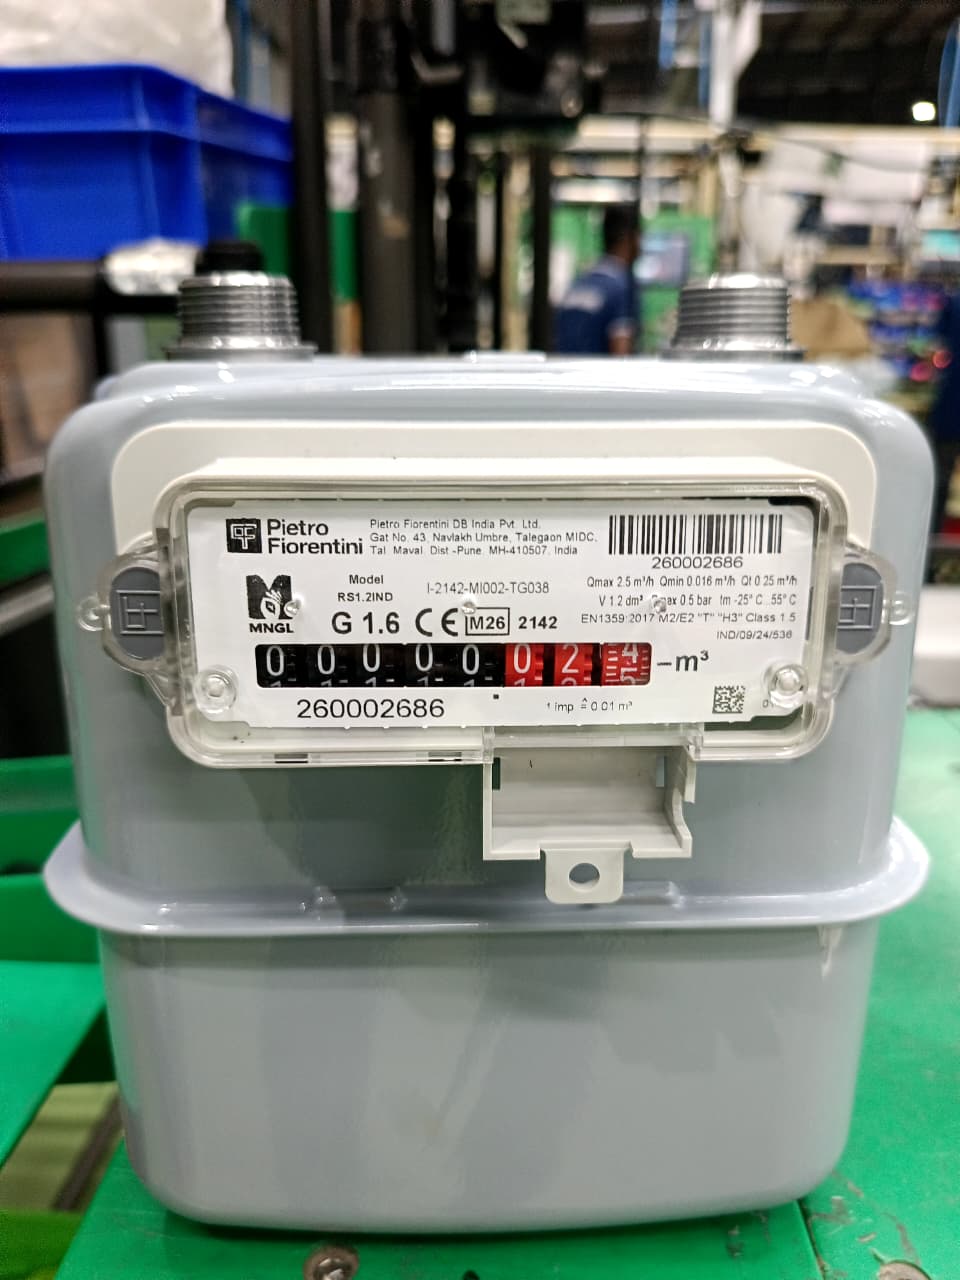 Pietro
Fiorentini
Pietro Fiorentini DB India Pvt. Ltd.
Gat No. 43, Navlakh Umbre, Talegaon MIDC,
Tal. Maval. Dist -Pune. MH-410507, India
260002686
Model
RS1.2IND
I-2142-MI002-TG038
Qmax 2.5 m³/h Qmin 0.016 m³/h Qt 0.25 m³/h
V 1.2 dm³ Pmax 0.5 bar tm -25° C...55° C
MNGL
G 1.6 CE M26 2142
EN1359:2017 M2/E2 "T" "H3" Class 1.5
IND/09/24/536
0 0 0 0 0 0 2 4 m³
260002686
1 imp ≙ 0.01 m³